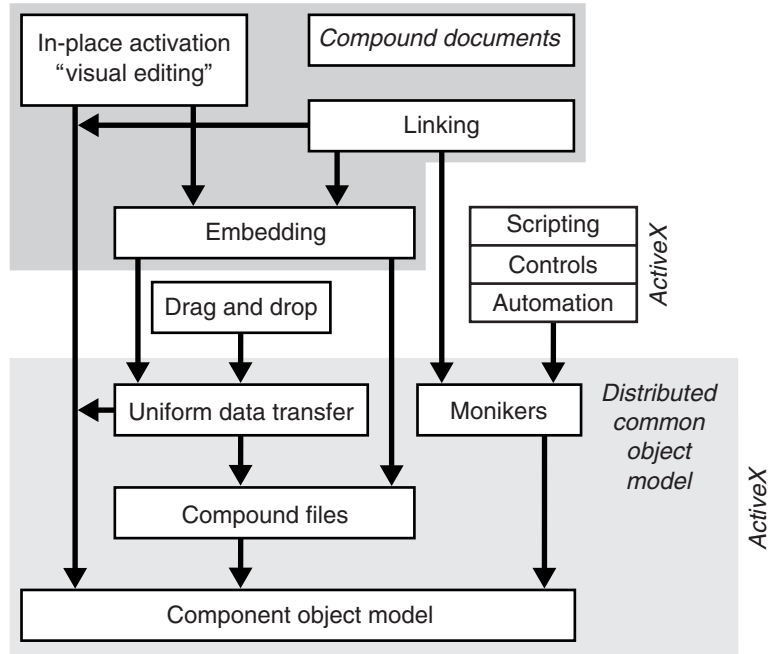 In-place activation
“visual editing”
Compound documents
Linking
Embedding
Scripting
Controls
Automation
ActiveX
Drag and drop
Uniform data transfer
Monikers
Distributed
common
object
model
Compound files
ActiveX
Component object model